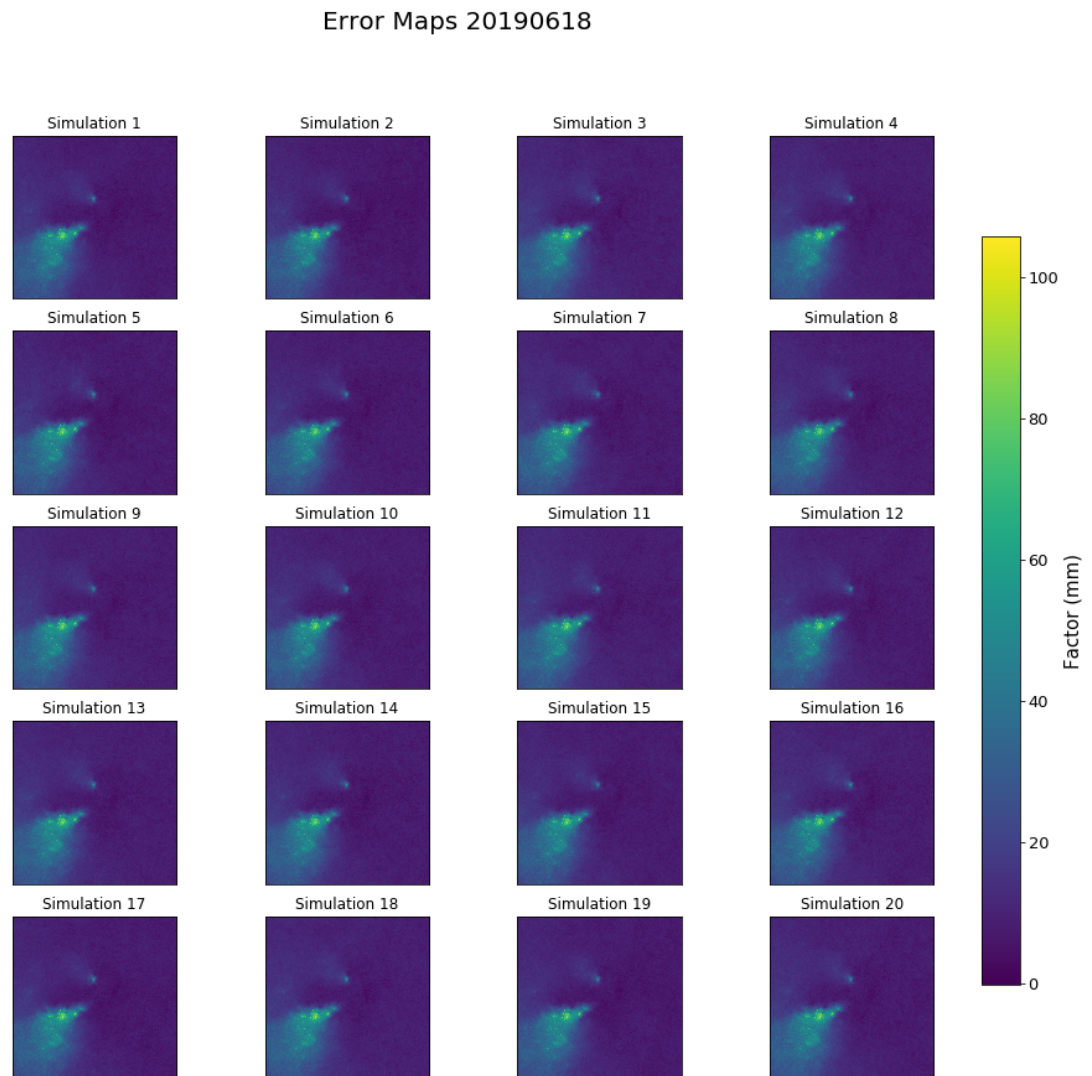 Error Maps 20190618
Simulation 1
Simulation 2
Simulation 3
Simulation 4
Simulation 5
Simulation 6
Simulation 7
Simulation 8
Simulation 9
Simulation 10
Simulation 11
Simulation 12
Simulation 13
Simulation 14
Simulation 15
Simulation 16
Simulation 17
Simulation 18
Simulation 19
Simulation 20
100
80
60
40
20
0
Factor (mm)